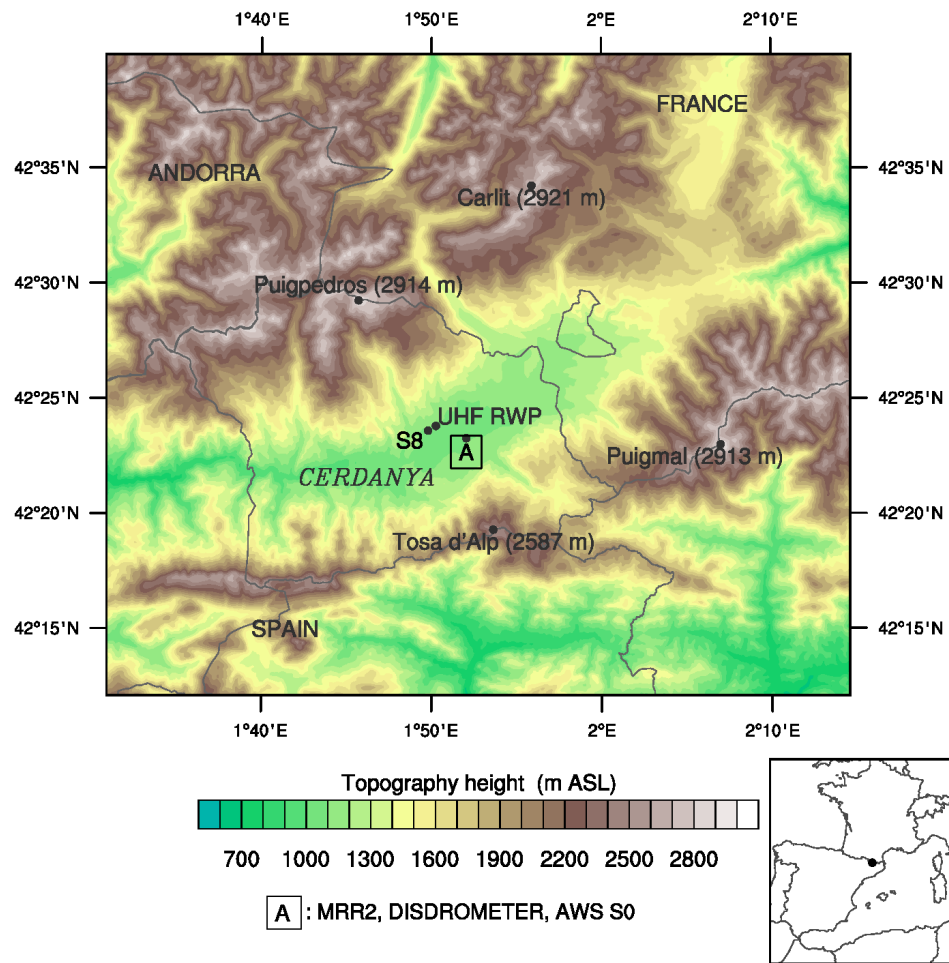 1°40'E 1°50'E 2°E 2°10'E
FRANCE
42°35'N 42°35'N
ANDORRA
Carlit (2921 m)
42°30'N 42°30'N
Puigpedros (2914 m)
42°25'N 42°25'N
UHF RWP
S8
A
Puigmal (2913 m)
CERDANYA
42°20'N 42°20'N
Tosa d'Alp (2587 m)
42°15'N 42°15'N
SPAIN
1°40'E 1°50'E 2°E 2°10'E
Topography height (m ASL)
700 1000 1300 1600 1900 2200 2500 2800
A : MRR2, DISDROMETER, AWS S0